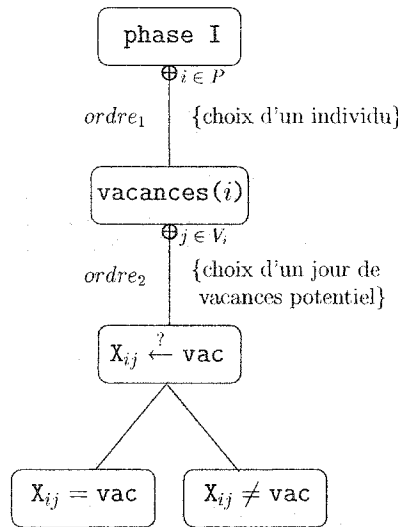 phase I
⊕ i ∈ P
ordre₁ {choix d'un individu}
vacances(i)
⊕ j ∈ Vᵢ
ordre₂ {choix d'un jour de
vacances potentiel}
Xᵢⱼ ←? vac
Xᵢⱼ = vac Xᵢⱼ ≠ vac